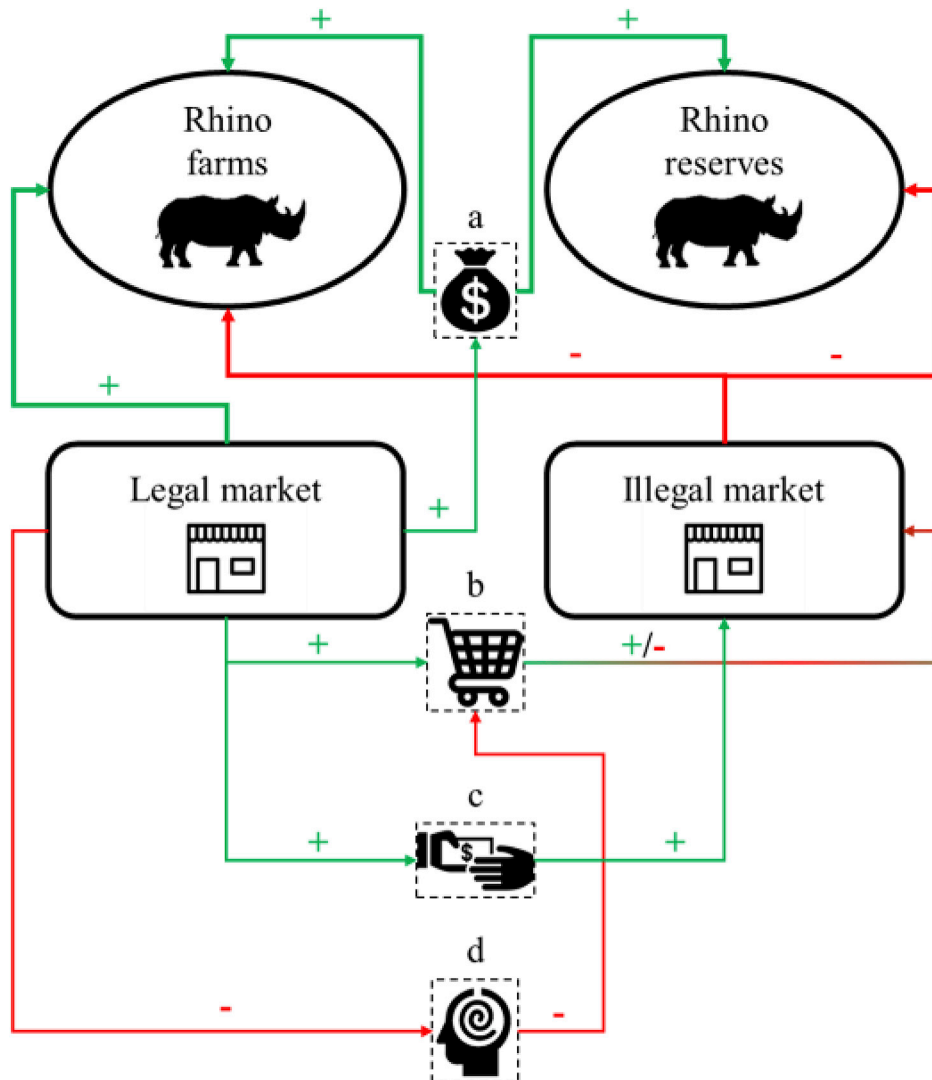 +
+
Rhino
farms
Rhino
reserves
a
$
-
-
+
Legal market
Illegal market
+
b
+
+/-
c
+
$
+
d
-
-